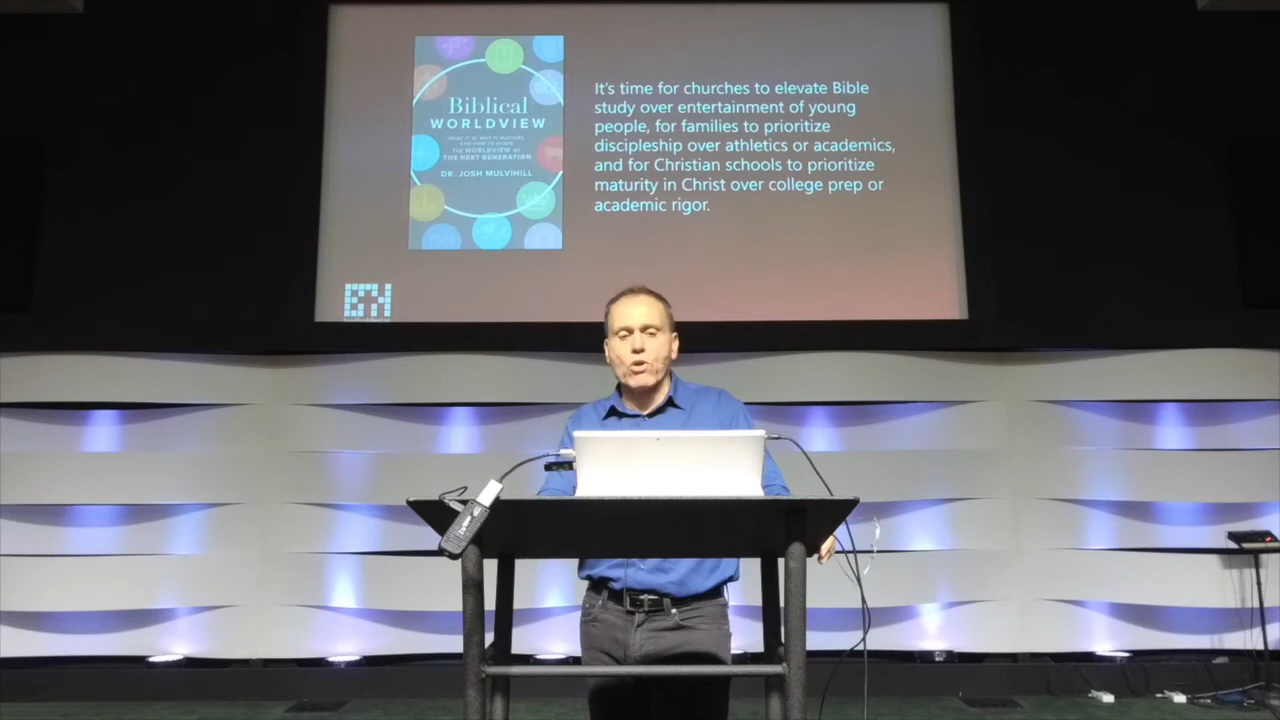 Biblical
WORLDVIEW
WHAT IT IS, WHY IT MATTERS,
AND HOW TO SHAPE
THE WORLDVIEW OF
THE NEXT GENERATION
DR. JOSH MULVIHILL
It's time for churches to elevate Bible
study over entertainment of young
people, for families to prioritize
discipleship over athletics or academics,
and for Christian schools to prioritize
maturity in Christ over college prep or
academic rigor.